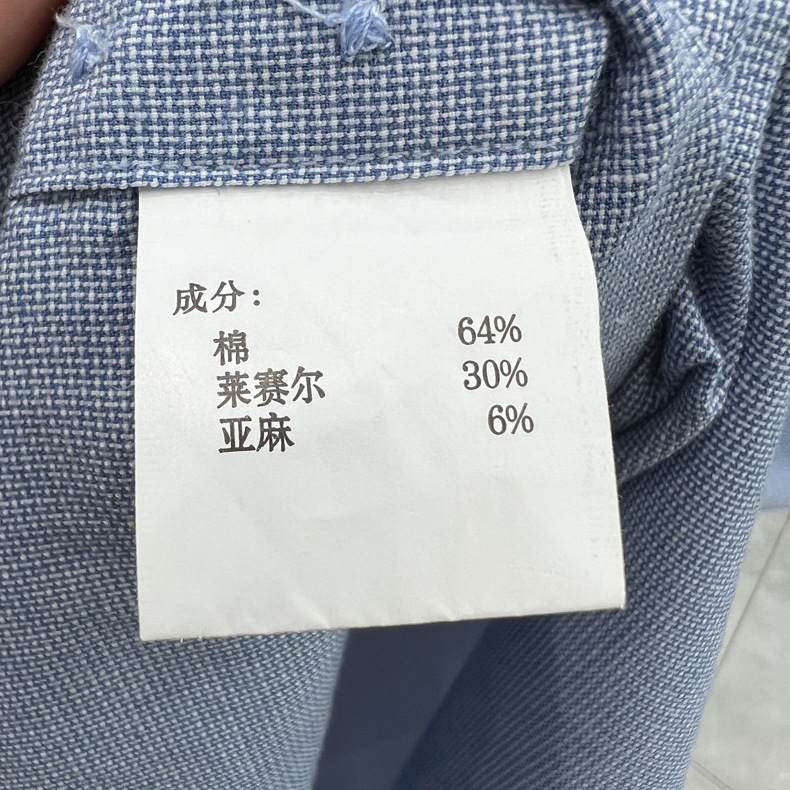 成分：
棉 64%
莱赛尔 30%
亚麻 6%